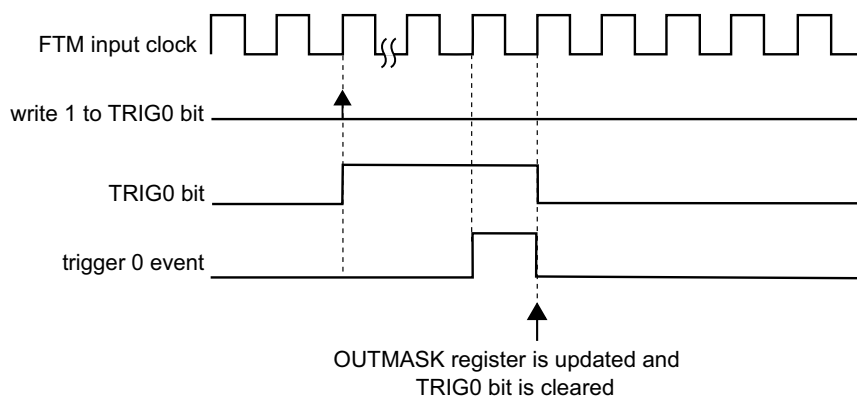 FTM input clock
write 1 to TRIG0 bit
TRIG0 bit
trigger 0 event
OUTMASK register is updated and
TRIG0 bit is cleared